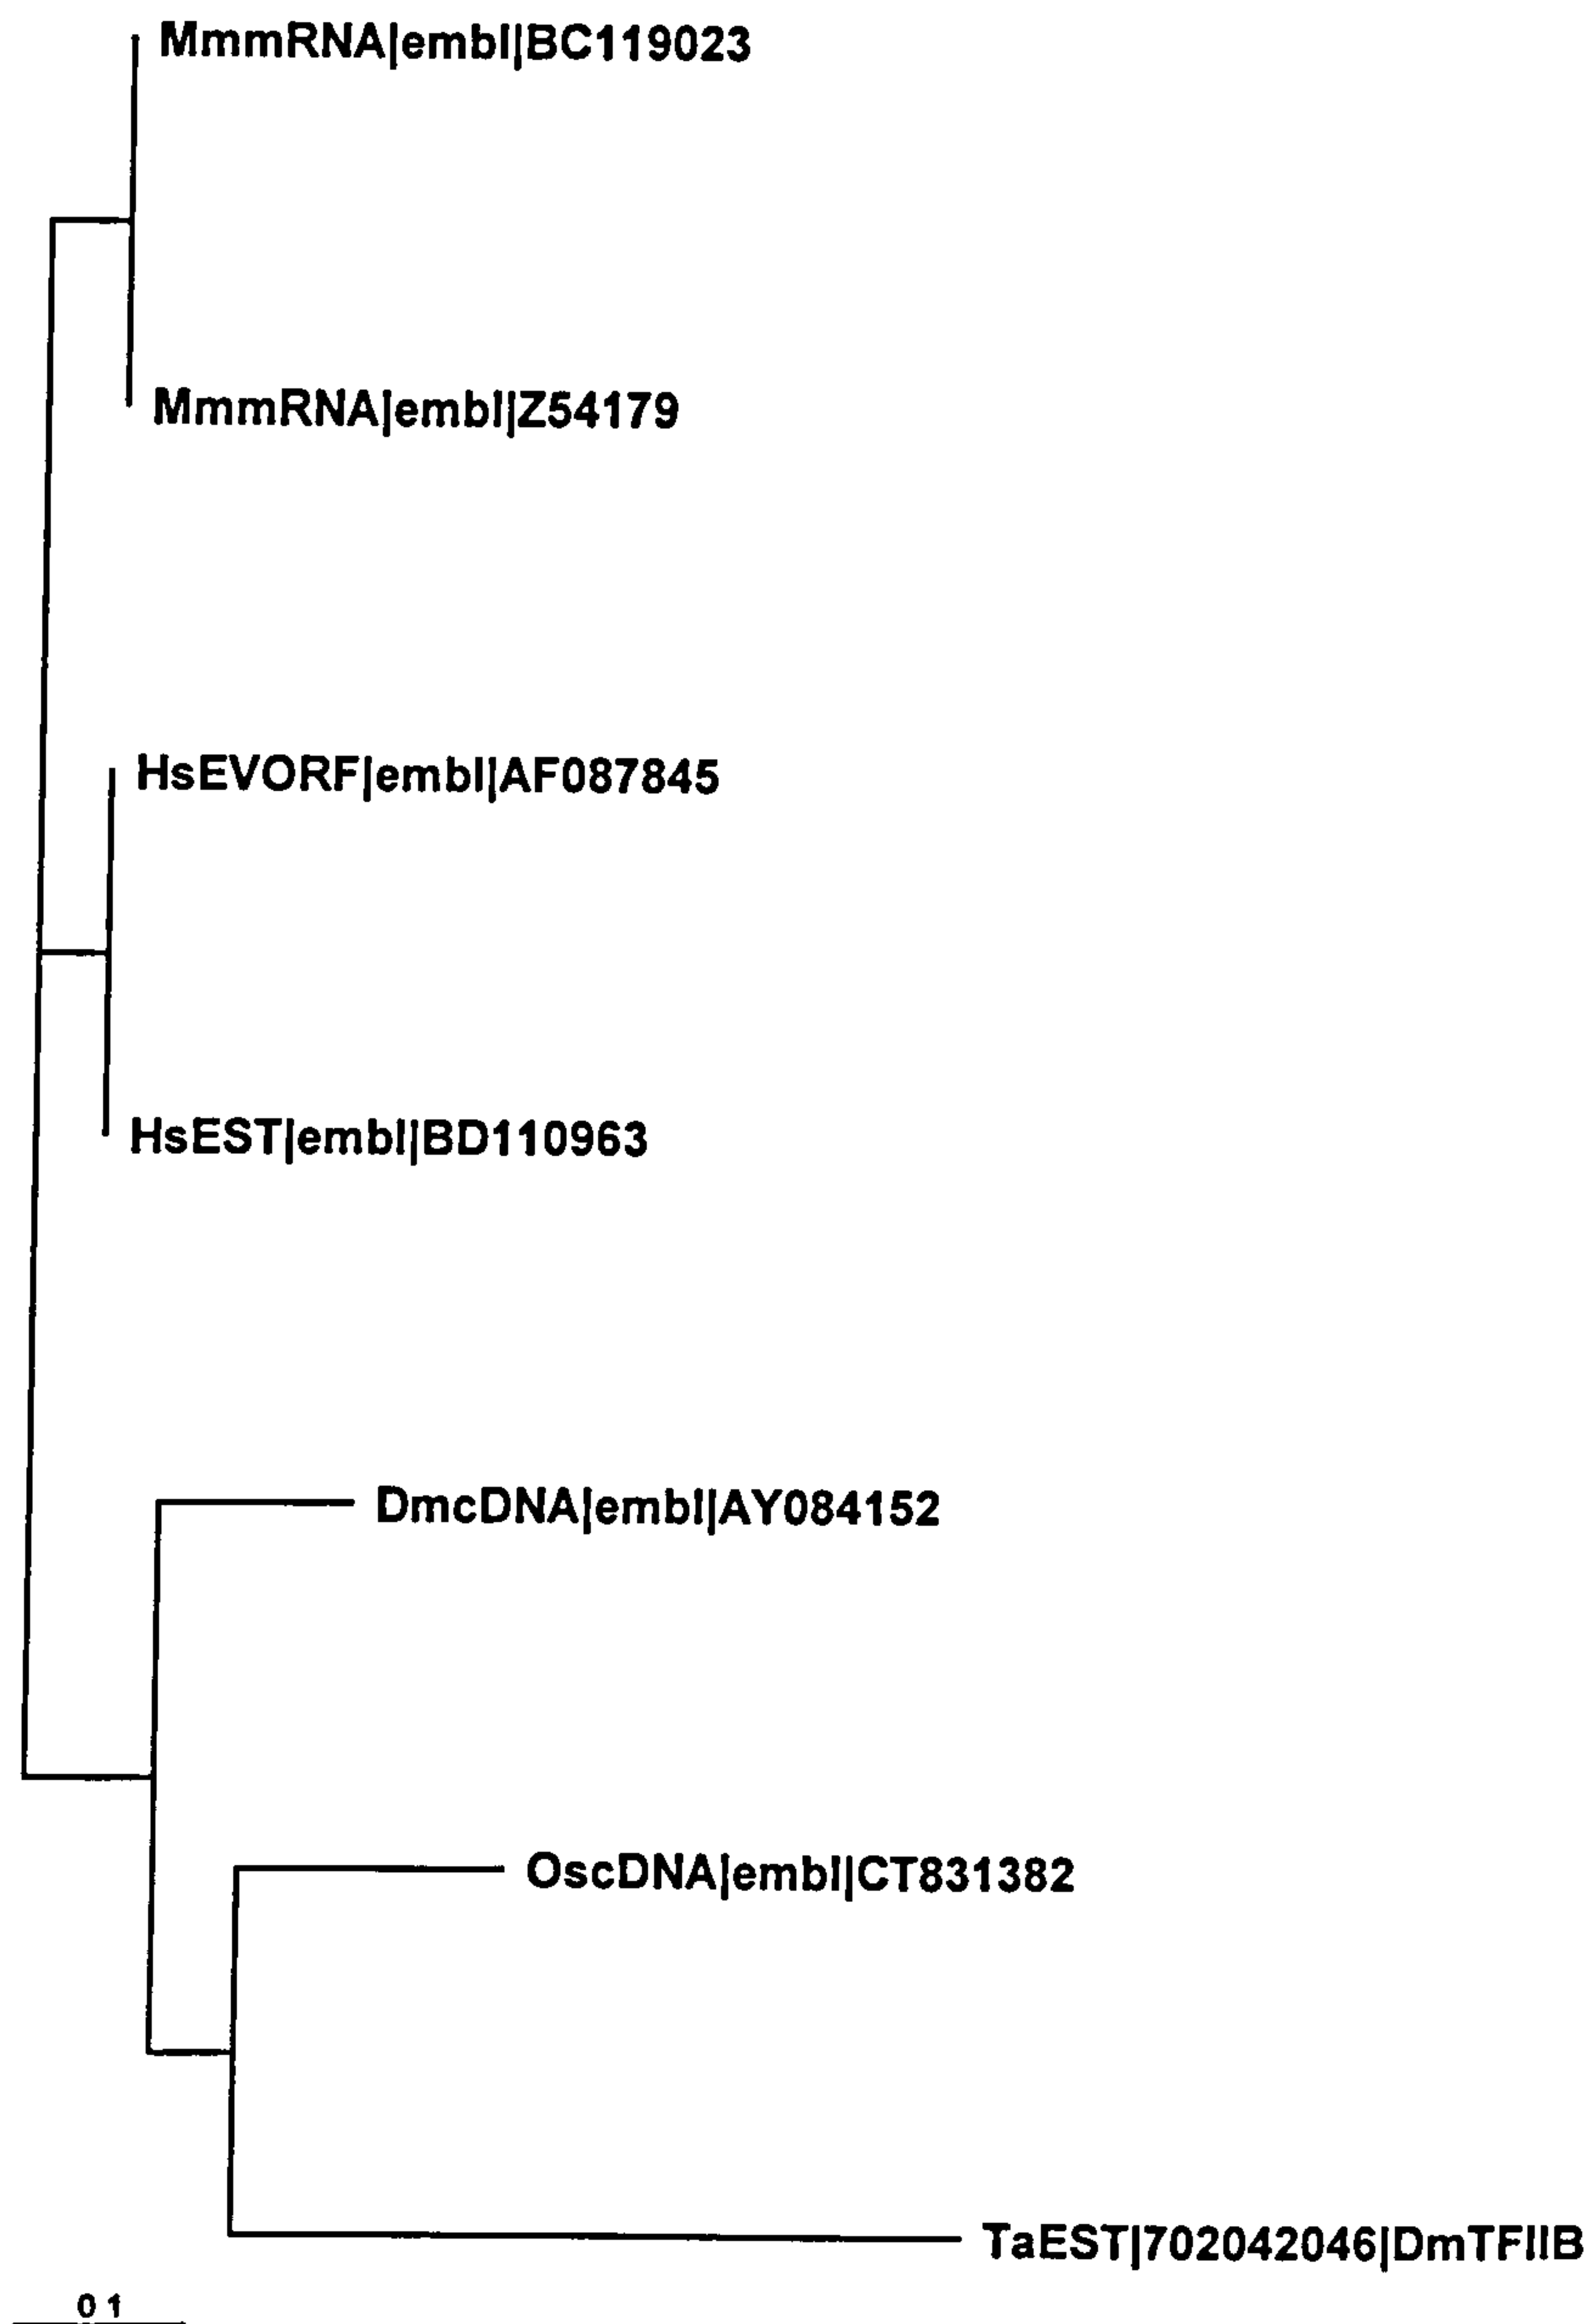 MmmRNA|embl|BC119023
MmmRNA|embl|Z54179
HsEVORF|embl|AF087845
HsEST|embl|BD110963
DmcDNA|embl|AY084152
OscDNA|embl|CT831382
TaEST|702042046|DmTFIIB
0 1